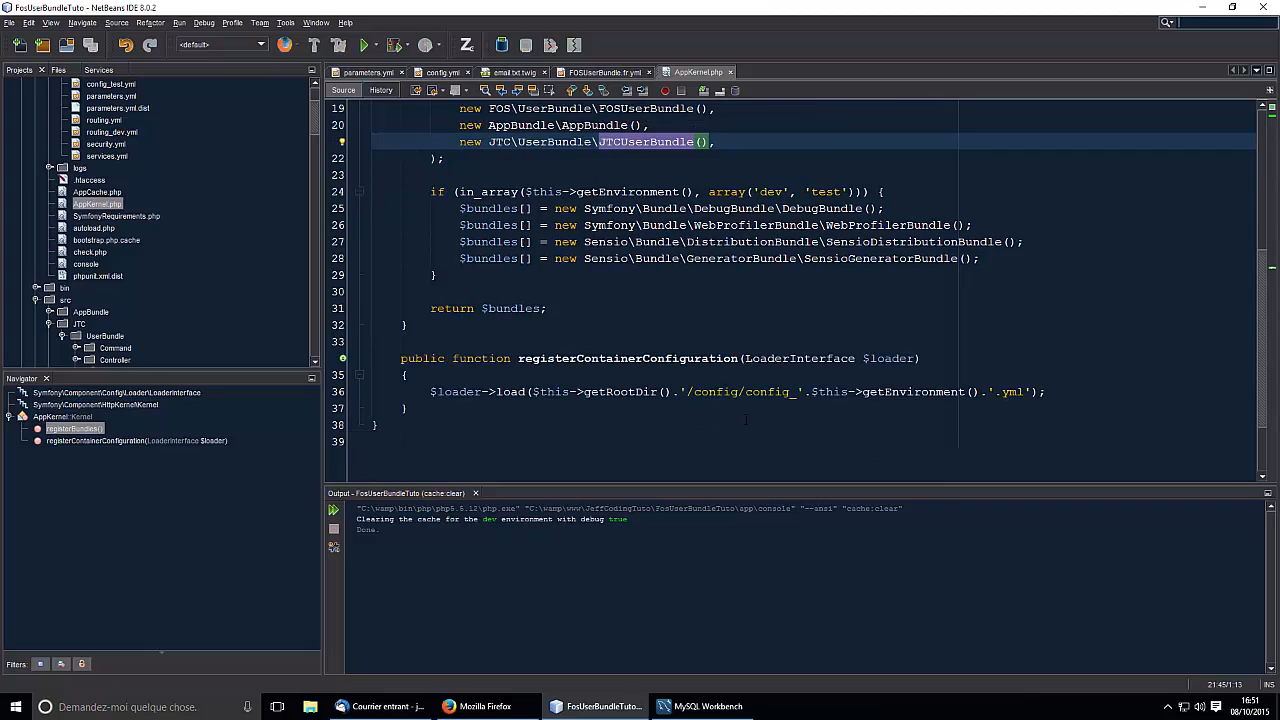 FosUserBundleTuto - NetBeans IDE 8.0.2
File Edit View Navigate Source Refactor Run Debug Profile Team Tools Window Help
<default>
Projects Files Services
config_test.yml
parameters.yml
parameters.yml.dist
routing.yml
routing_dev.yml
security.yml
services.yml
logs
.htaccess
AppCache.php
AppKernel.php
SymfonyRequirements.php
autoload.php
bootstrap.php.cache
check.php
console
phpunit.xml.dist
bin
src
AppBundle
JTC
UserBundle
Command
Controller
Navigator
Symfony\Component\Config\Loader\LoaderInterface
Symfony\Component\HttpKernel\Kernel
AppKernel::Kernel
registerBundles()
registerContainerConfiguration(LoaderInterface $loader)
Filters:
parameters.yml config.yml email.txt.twig FOSUserBundle.fr.yml AppKernel.php
Source History
19 new FOS\UserBundle\FOSUserBundle(),
20 new AppBundle\AppBundle(),
new JTC\UserBundle\JTCUserBundle(),
22 );
23
24 if (in_array($this->getEnvironment(), array('dev', 'test'))) {
25 $bundles[] = new Symfony\Bundle\DebugBundle\DebugBundle();
26 $bundles[] = new Symfony\Bundle\WebProfilerBundle\WebProfilerBundle();
27 $bundles[] = new Sensio\Bundle\DistributionBundle\SensioDistributionBundle();
28 $bundles[] = new Sensio\Bundle\GeneratorBundle\SensioGeneratorBundle();
29 }
30
31 return $bundles;
32 }
33
public function registerContainerConfiguration(LoaderInterface $loader)
35 {
36 $loader->load($this->getRootDir().'/config/config_'.$this->getEnvironment().'.yml');
37 }
38 }
39
Output - FosUserBundleTuto (cache:clear)
"C:\wamp\bin\php\php5.5.12\php.exe" "C:\wamp\www\JeffCodingTuto\FosUserBundleTuto\app\console" "--ansi" "cache:clear"
Clearing the cache for the dev environment with debug true
Done.
21:45/1:13 INS
Demandez-moi quelque chose.
Courrier entrant - j...
Mozilla Firefox
FosUserBundleTuto...
MySQL Workbench
16:51
08/10/2015